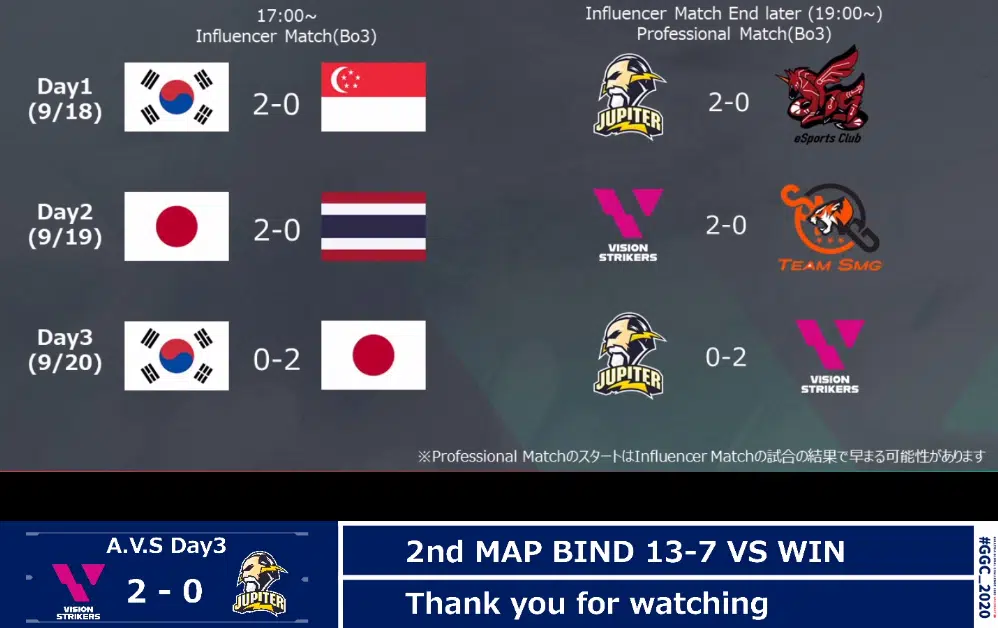 17:00~
Influencer Match(Bo3)
Influencer Match End later (19:00~)
Professional Match(Bo3)
Day1
(9/18)
2-0
JUPITER
2-0
eSports Club
Day2
(9/19)
2-0
VISION
STRIKERS
2-0
TEAM SMG
Day3
(9/20)
0-2
JUPITER
0-2
VISION
STRIKERS
※Professional MatchのスタートはInfluencer Matchの試合の結果で早まる可能性があります
A.V.S Day3
VISION
STRIKERS
2 - 0
JUPITER
2nd MAP BIND 13-7 VS WIN
Thank you for watching
#GGC_2020